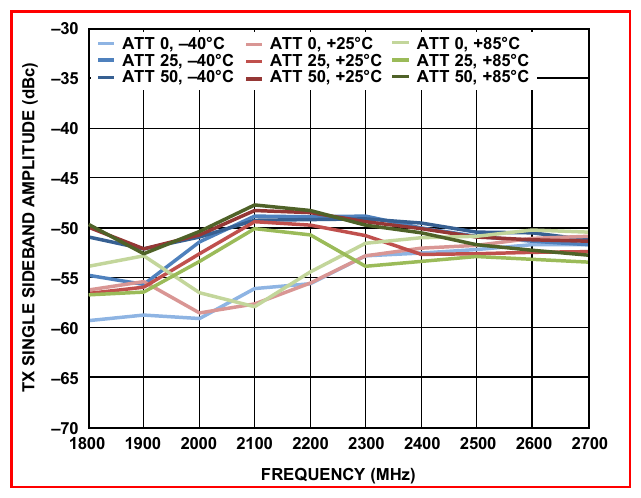 –30
–35
–40
–45
–50
–55
–60
–65
–70
TX SINGLE SIDEBAND AMPLITUDE (dBc)
ATT 0, –40°C ATT 0, +25°C ATT 0, +85°C
ATT 25, –40°C ATT 25, +25°C ATT 25, +85°C
ATT 50, –40°C ATT 50, +25°C ATT 50, +85°C
1800 1900 2000 2100 2200 2300 2400 2500 2600 2700
FREQUENCY (MHz)